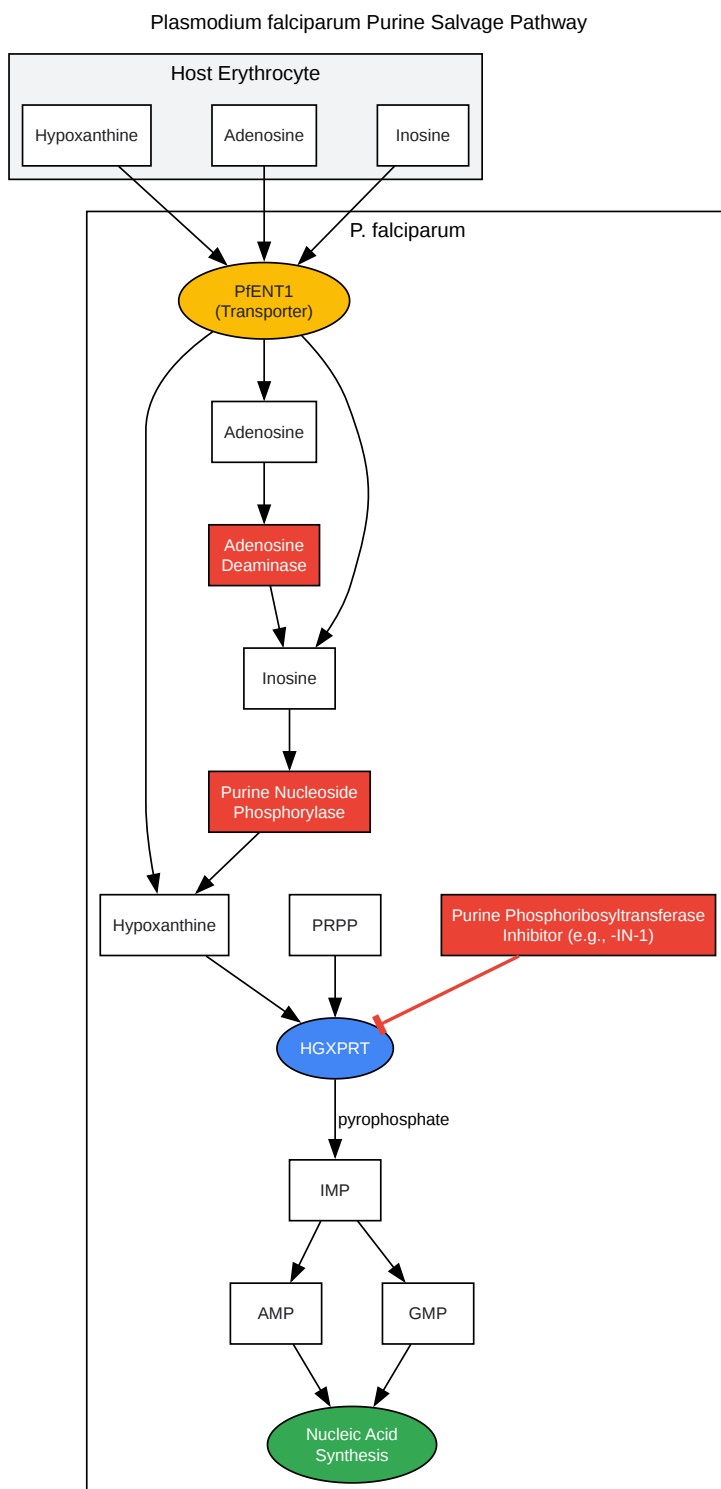 Plasmodium falciparum Purine Salvage Pathway
Host Erythrocyte
Hypoxanthine
Adenosine
Inosine
P. falciparum
PfENT1
(Transporter)
Adenosine
Adenosine
Deaminase
Inosine
Purine Nucleoside
Phosphorylase
Hypoxanthine
PRPP
Purine Phosphoribosyltransferase
Inhibitor (e.g., -IN-1)
HGXPRT
pyrophosphate
IMP
AMP
GMP
Nucleic Acid
Synthesis